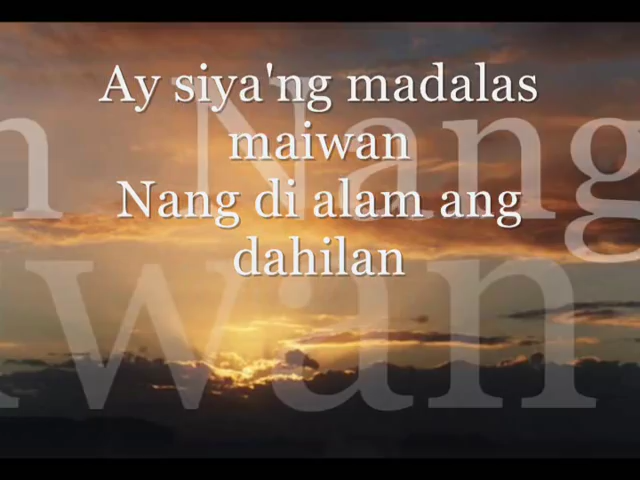 Ay siya'ng madalas
maiwan
Nang di alam ang
dahilan
n Nang
wan